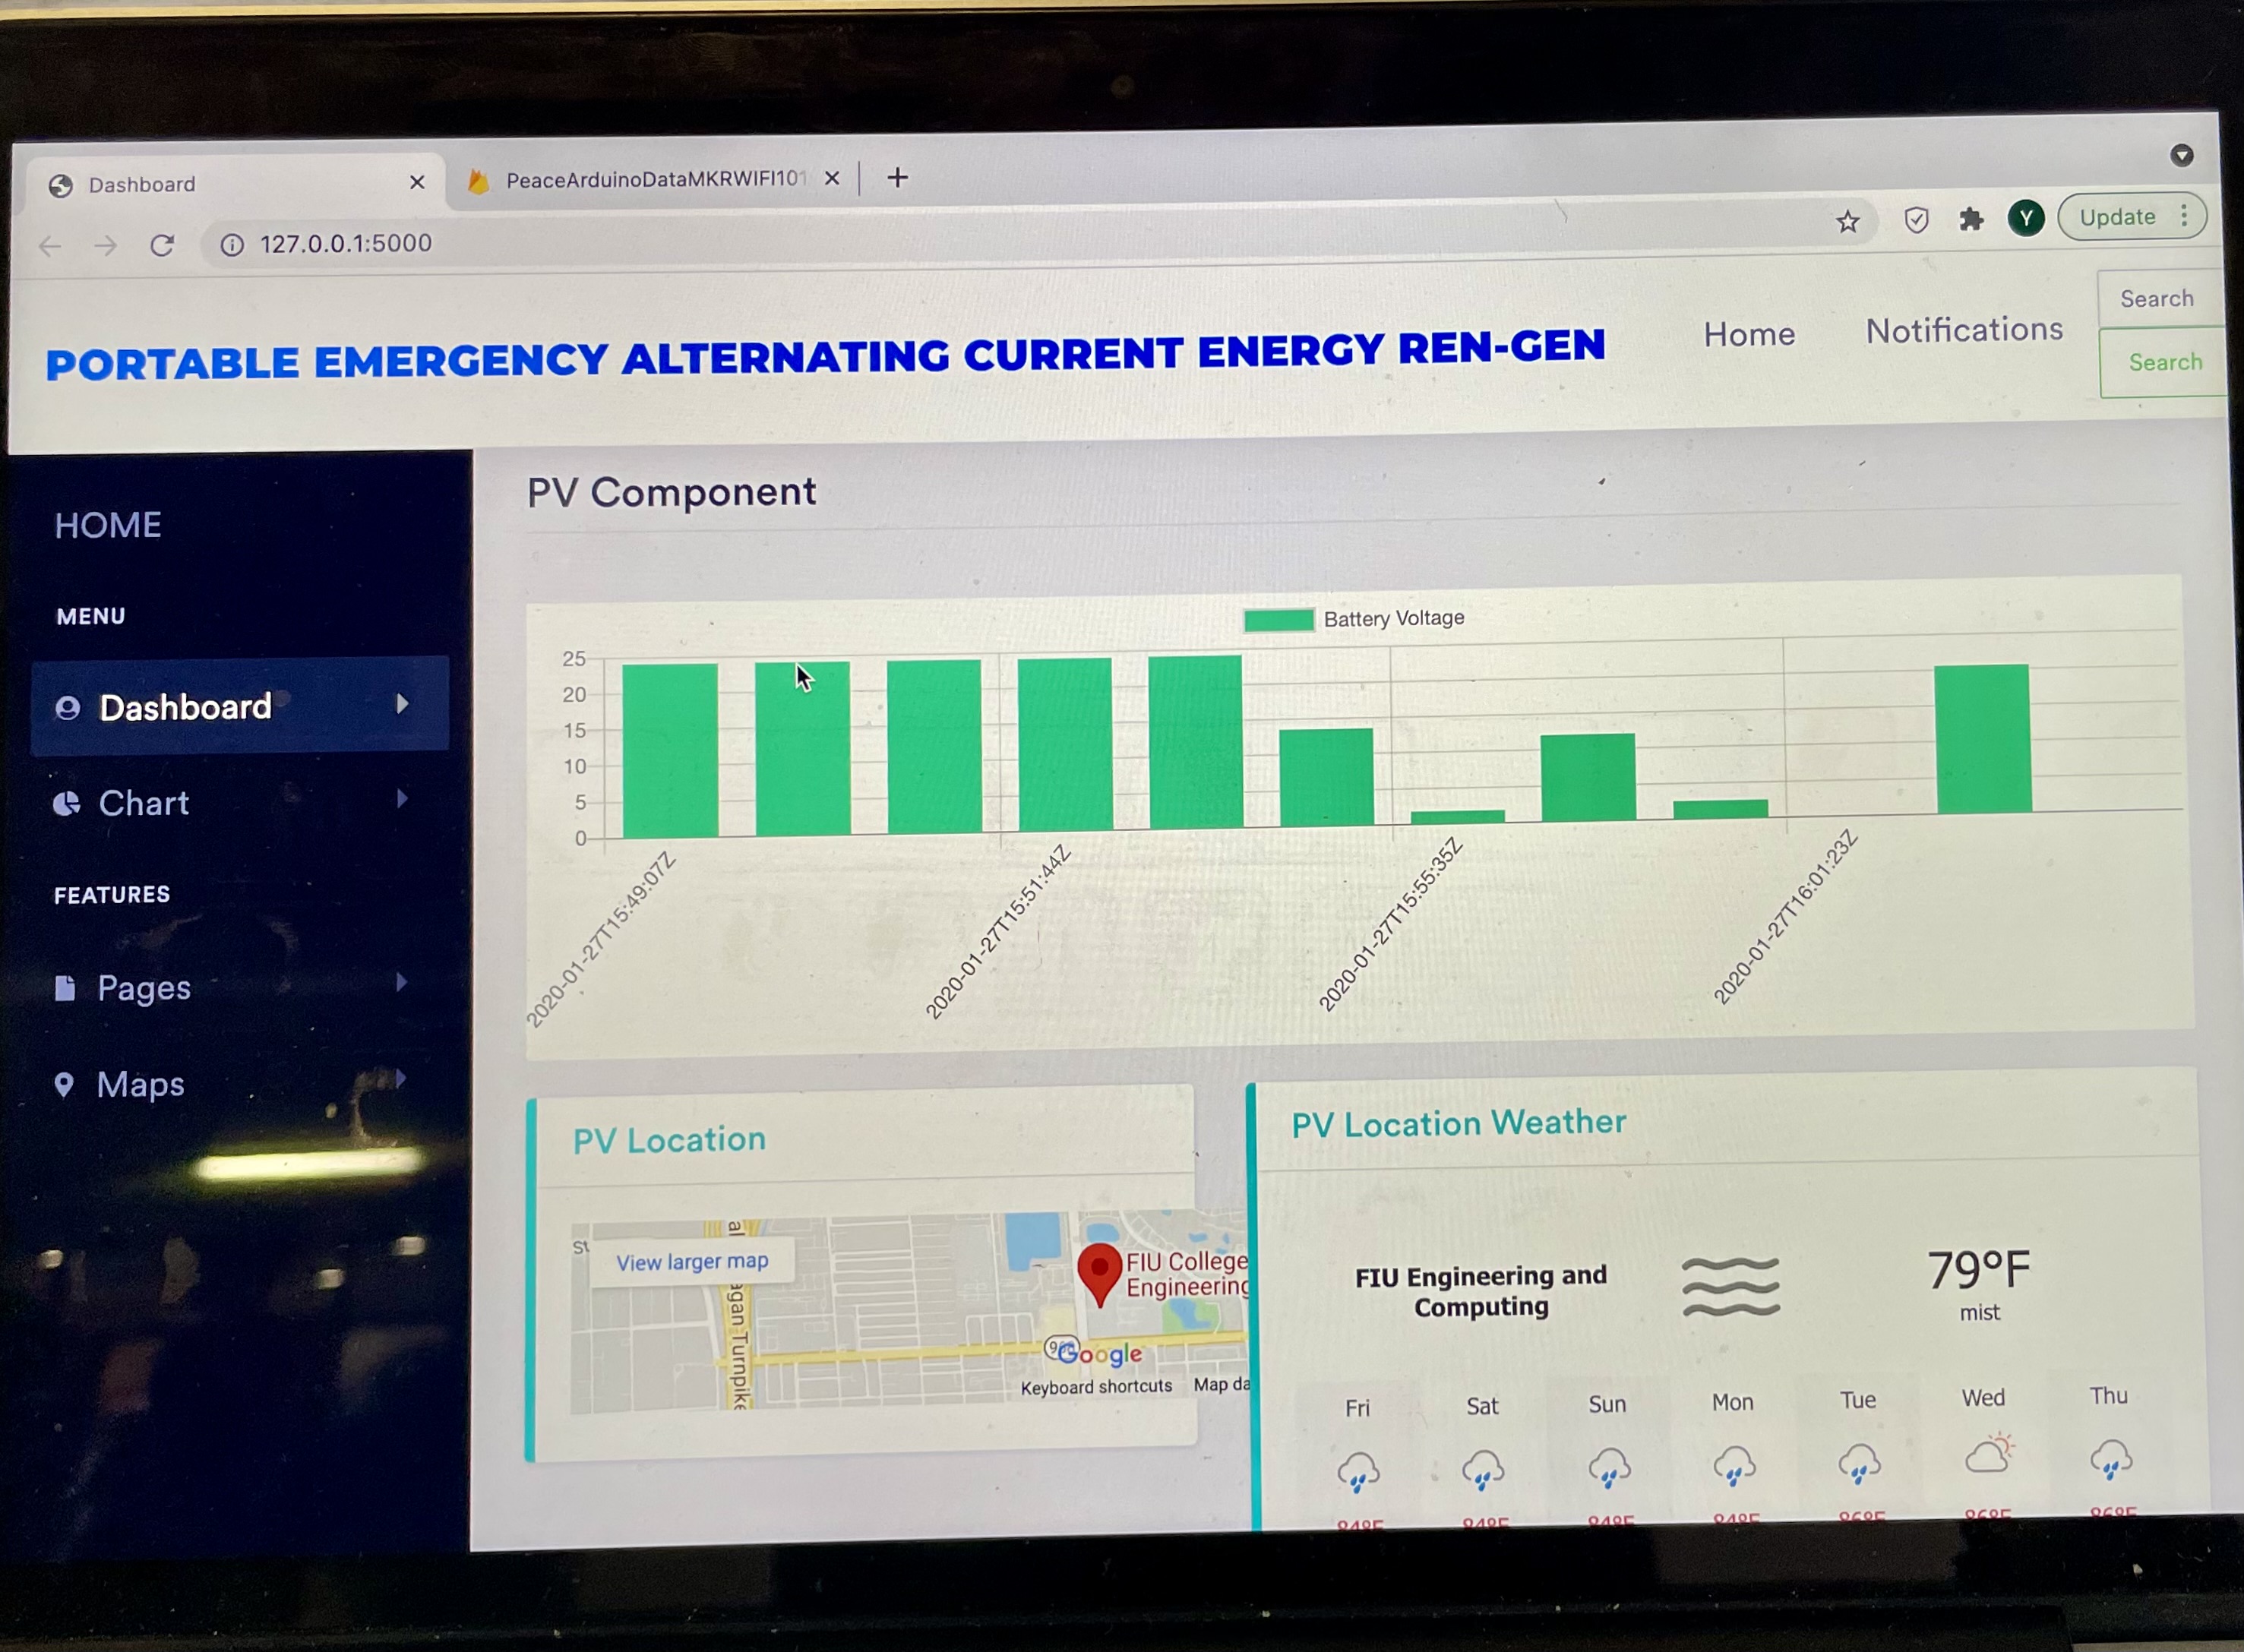 Dashboard
PeaceArduinoDataMKRWIFI101
127.0.0.1:5000
Y
Update
PORTABLE EMERGENCY ALTERNATING CURRENT ENERGY REN-GEN
Home
Notifications
Search
Search
HOME
MENU
Dashboard
Chart
FEATURES
Pages
Maps
PV Component
Battery Voltage
25
20
15
10
5
0
2020-01-27T15:49:07Z
2020-01-27T15:51:44Z
2020-01-27T15:55:35Z
2020-01-27T16:01:23Z
PV Location
St
View larger map
agan Turnpike
FIU College
Engineering
Google
Keyboard shortcuts
Map da
PV Location Weather
FIU Engineering and
Computing
79°F
mist
Fri
Sat
Sun
Mon
Tue
Wed
Thu